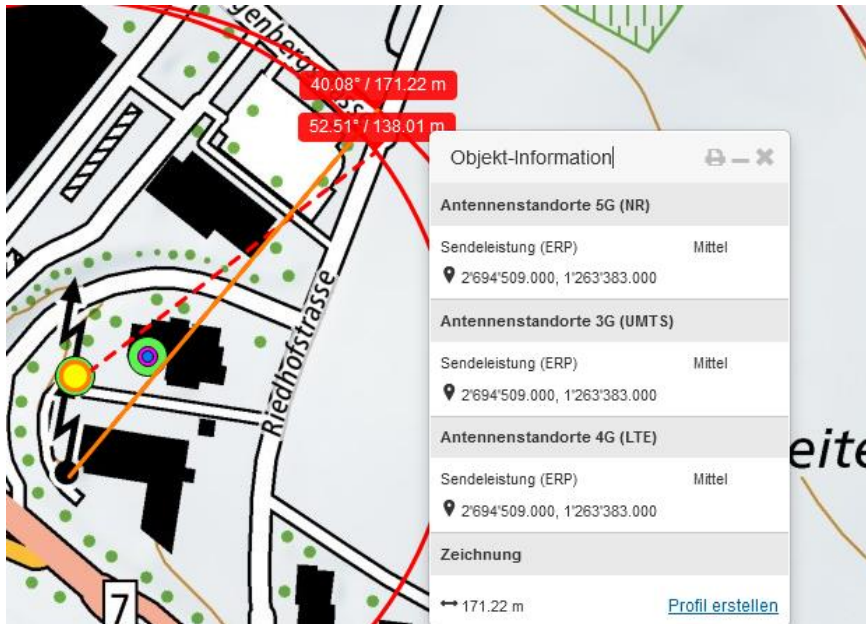 genbergstrasse
40.08° / 171.22 m
52.51° / 138.01 m
Riedhofstrasse
7
eite
Objekt-Information
Antennenstandorte 5G (NR)
Sendeleistung (ERP) Mittel
2'694'509.000, 1'263'383.000
Antennenstandorte 3G (UMTS)
Sendeleistung (ERP) Mittel
2'694'509.000, 1'263'383.000
Antennenstandorte 4G (LTE)
Sendeleistung (ERP) Mittel
2'694'509.000, 1'263'383.000
Zeichnung
171.22 m Profil erstellen